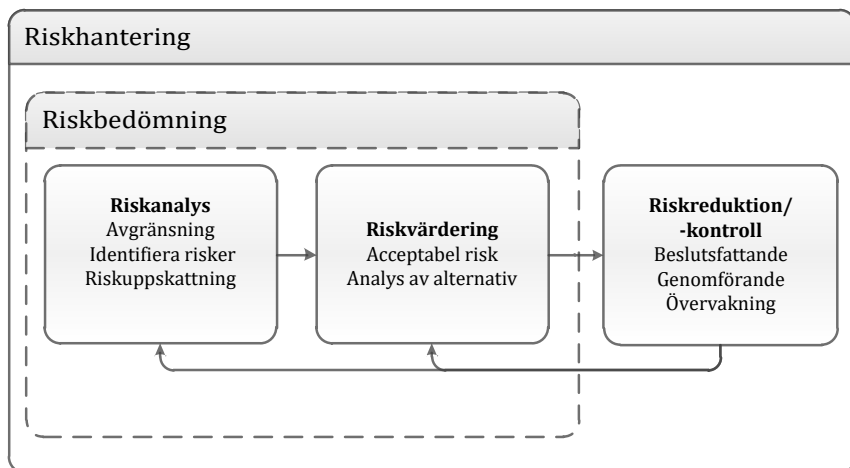 Riskhantering
Riskbedömning
Riskanalys
Avgränsning
Identifiera risker
Riskuppskattning
Riskvärdering
Acceptabel risk
Analys av alternativ
Riskreduktion/
-kontroll
Beslutsfattande
Genomförande
Övervakning